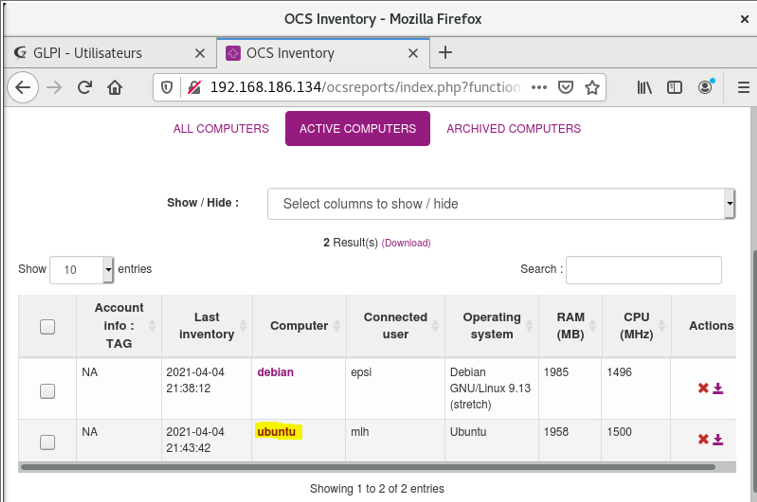 OCS Inventory - Mozilla Firefox
GLPI - Utilisateurs
OCS Inventory
192.168.186.134/ocsreports/index.php?function
ALL COMPUTERS
ACTIVE COMPUTERS
ARCHIVED COMPUTERS
Show / Hide :
Select columns to show / hide
2 Result(s) (Download)
Show 10 entries
Search :
Account info : TAG
Last inventory
Computer
Connected user
Operating system
RAM (MB)
CPU (MHz)
Actions
NA
2021-04-04 21:38:12
debian
epsi
Debian GNU/Linux 9.13 (stretch)
1985
1496
NA
2021-04-04 21:43:42
ubuntu
mlh
Ubuntu
1958
1500
Showing 1 to 2 of 2 entries